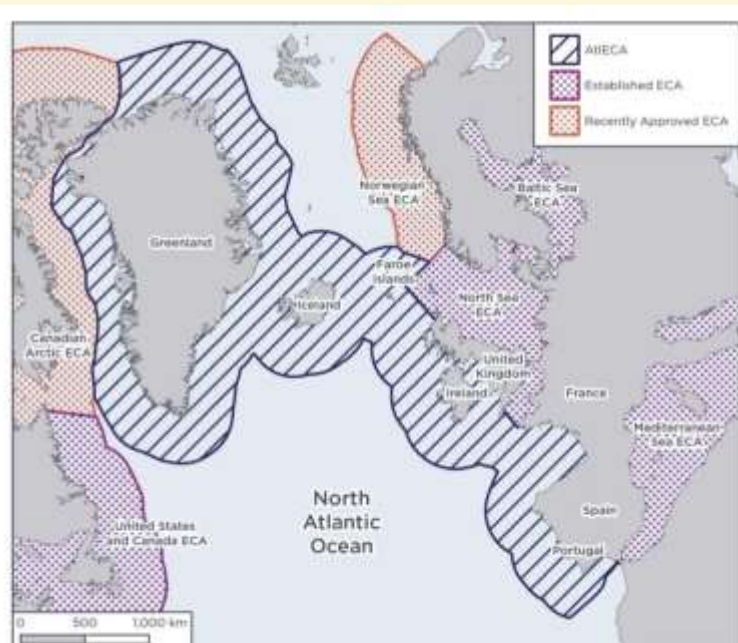 AtlECA
Established ECA
Recently Approved ECA
Norwegian
Sea ECA
Baltic Sea
ECA
Greenland
Faroe
Islands
Iceland
North Sea
ECA
Canadian
Arctic ECA
United
Kingdom
Ireland
France
Mediterranean
Sea ECA
United States
and Canada ECA
North
Atlantic
Ocean
Spain
Portugal
0 500 1,000 km